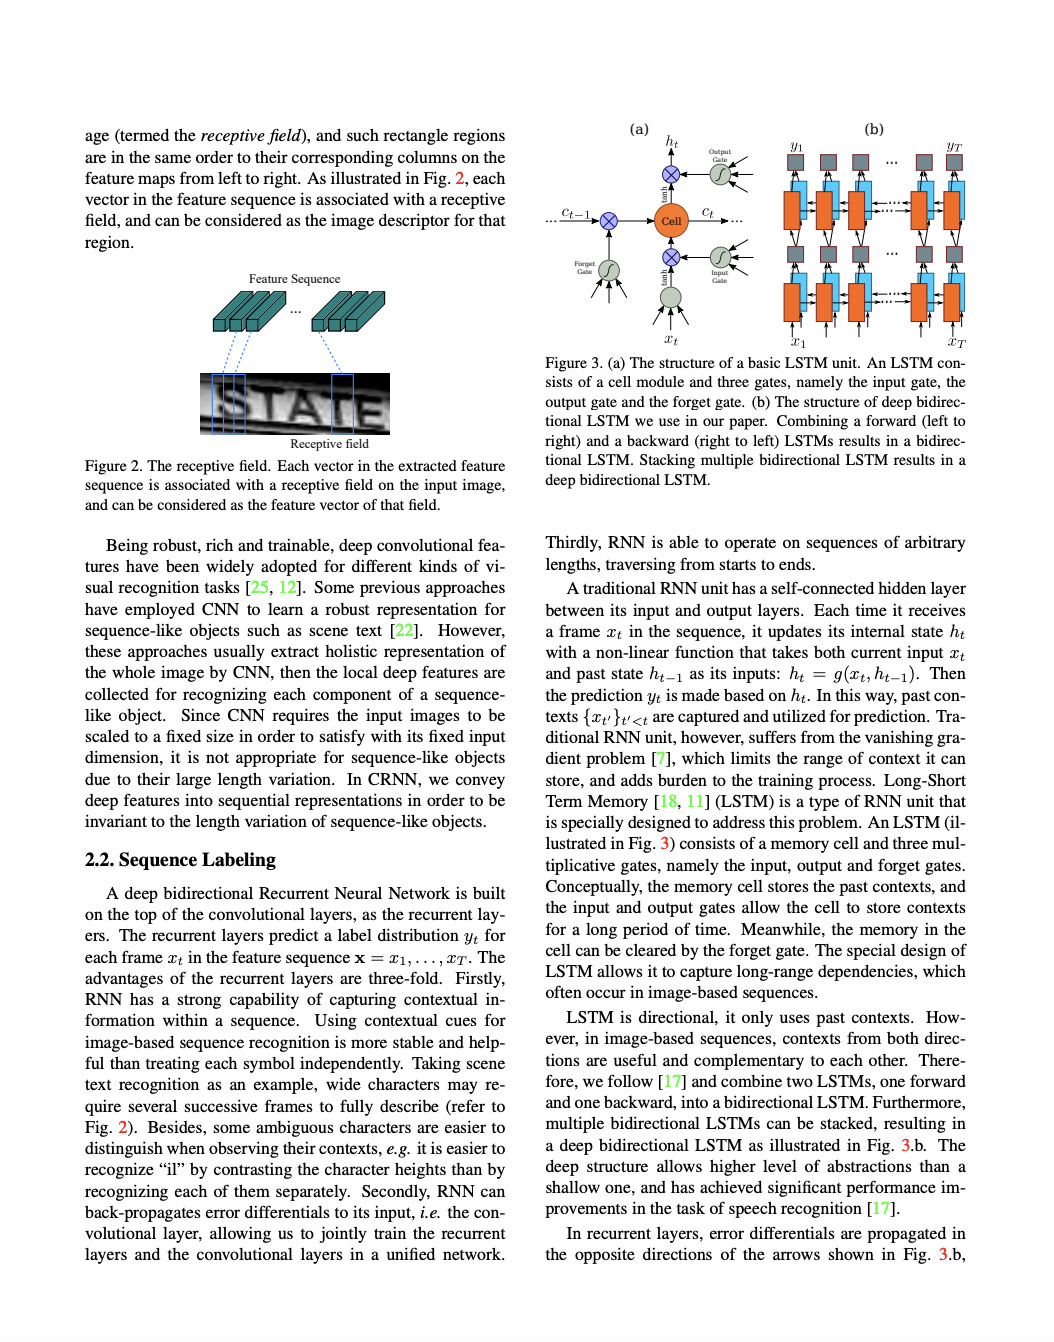 age (termed the receptive field), and such rectangle regions
are in the same order to their corresponding columns on the
feature maps from left to right. As illustrated in Fig. 2, each
vector in the feature sequence is associated with a receptive
field, and can be considered as the image descriptor for that
region.
Feature Sequence
...
STATE
Receptive field
Figure 2. The receptive field. Each vector in the extracted feature
sequence is associated with a receptive field on the input image,
and can be considered as the feature vector of that field.
Being robust, rich and trainable, deep convolutional fea-
tures have been widely adopted for different kinds of vi-
sual recognition tasks [25, 12]. Some previous approaches
have employed CNN to learn a robust representation for
sequence-like objects such as scene text [22]. However,
these approaches usually extract holistic representation of
the whole image by CNN, then the local deep features are
collected for recognizing each component of a sequence-
like object. Since CNN requires the input images to be
scaled to a fixed size in order to satisfy with its fixed input
dimension, it is not appropriate for sequence-like objects
due to their large length variation. In CRNN, we convey
deep features into sequential representations in order to be
invariant to the length variation of sequence-like objects.
2.2. Sequence Labeling
A deep bidirectional Recurrent Neural Network is built
on the top of the convolutional layers, as the recurrent lay-
ers. The recurrent layers predict a label distribution y_t for
each frame x_t in the feature sequence x = x_1, . . . , x_T. The
advantages of the recurrent layers are three-fold. Firstly,
RNN has a strong capability of capturing contextual in-
formation within a sequence. Using contextual cues for
image-based sequence recognition is more stable and help-
ful than treating each symbol independently. Taking scene
text recognition as an example, wide characters may re-
quire several successive frames to fully describe (refer to
Fig. 2). Besides, some ambiguous characters are easier to
distinguish when observing their contexts, e.g. it is easier to
recognize “il” by contrasting the character heights than by
recognizing each of them separately. Secondly, RNN can
back-propagates error differentials to its input, i.e. the con-
volutional layer, allowing us to jointly train the recurrent
layers and the convolutional layers in a unified network.
(a)
h_t
Output
Gate
tanh
... c_{t−1}
Cell
c_t ...
Forget
Gate
tanh
Input
Gate
x_t
(b)
y_1
y_T
...
...
...
...
...
...
x_1
x_T
Figure 3. (a) The structure of a basic LSTM unit. An LSTM con-
sists of a cell module and three gates, namely the input gate, the
output gate and the forget gate. (b) The structure of deep bidirec-
tional LSTM we use in our paper. Combining a forward (left to
right) and a backward (right to left) LSTMs results in a bidirec-
tional LSTM. Stacking multiple bidirectional LSTM results in a
deep bidirectional LSTM.
Thirdly, RNN is able to operate on sequences of arbitrary
lengths, traversing from starts to ends.
A traditional RNN unit has a self-connected hidden layer
between its input and output layers. Each time it receives
a frame x_t in the sequence, it updates its internal state h_t
with a non-linear function that takes both current input x_t
and past state h_{t−1} as its inputs: h_t = g(x_t, h_{t−1}). Then
the prediction y_t is made based on h_t. In this way, past con-
texts {x_{t′}}_{t′<t} are captured and utilized for prediction. Tra-
ditional RNN unit, however, suffers from the vanishing gra-
dient problem [7], which limits the range of context it can
store, and adds burden to the training process. Long-Short
Term Memory [18, 11] (LSTM) is a type of RNN unit that
is specially designed to address this problem. An LSTM (il-
lustrated in Fig. 3) consists of a memory cell and three mul-
tiplicative gates, namely the input, output and forget gates.
Conceptually, the memory cell stores the past contexts, and
the input and output gates allow the cell to store contexts
for a long period of time. Meanwhile, the memory in the
cell can be cleared by the forget gate. The special design of
LSTM allows it to capture long-range dependencies, which
often occur in image-based sequences.
LSTM is directional, it only uses past contexts. How-
ever, in image-based sequences, contexts from both direc-
tions are useful and complementary to each other. There-
fore, we follow [17] and combine two LSTMs, one forward
and one backward, into a bidirectional LSTM. Furthermore,
multiple bidirectional LSTMs can be stacked, resulting in
a deep bidirectional LSTM as illustrated in Fig. 3.b. The
deep structure allows higher level of abstractions than a
shallow one, and has achieved significant performance im-
provements in the task of speech recognition [17].
In recurrent layers, error differentials are propagated in
the opposite directions of the arrows shown in Fig. 3.b,